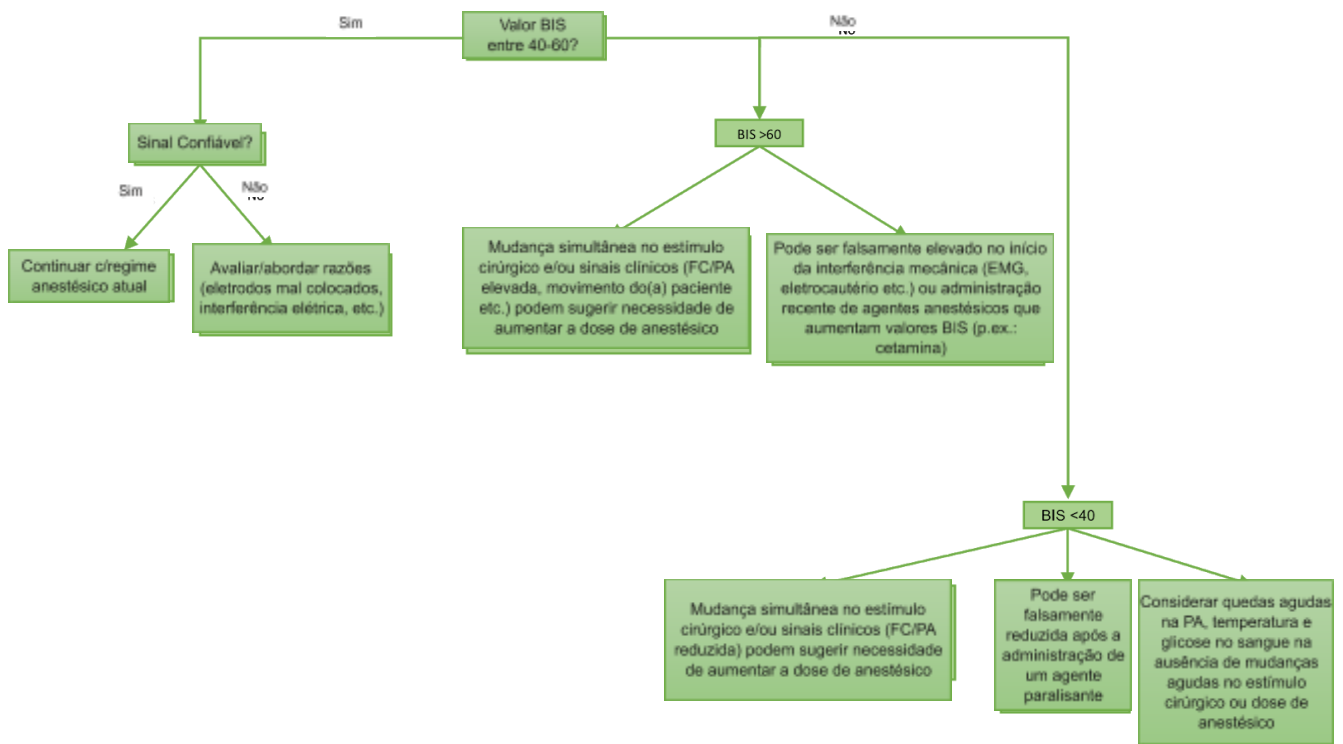 Sim
Valor BIS
entre 40-60?
Não
No
Sinal Confiável?
BIS >60
Sim
Não
No
Continuar c/regime
anestésico atual
Avaliar/abordar razões
(eletrodos mal colocados,
interferência elétrica, etc.)
Mudança simultânea no estímulo
cirúrgico e/ou sinais clínicos (FC/PA
elevada, movimento do(a) paciente
etc.) podem sugerir necessidade de
aumentar a dose de anestésico
Pode ser falsamente elevado no início
da interferência mecânica (EMG,
eletrocautério etc.) ou administração
recente de agentes anestésicos que
aumentam valores BIS (p.ex.:
cetamina)
BIS <40
Mudança simultânea no estímulo
cirúrgico e/ou sinais clínicos (FC/PA
reduzida) podem sugerir necessidade
de aumentar a dose de anestésico
Pode ser
falsamente
reduzida após a
administração de
um agente
paralisante
Considerar quedas agudas
na PA, temperatura e
glicose no sangue na
ausência de mudanças
agudas no estímulo
cirúrgico ou dose de
anestésico